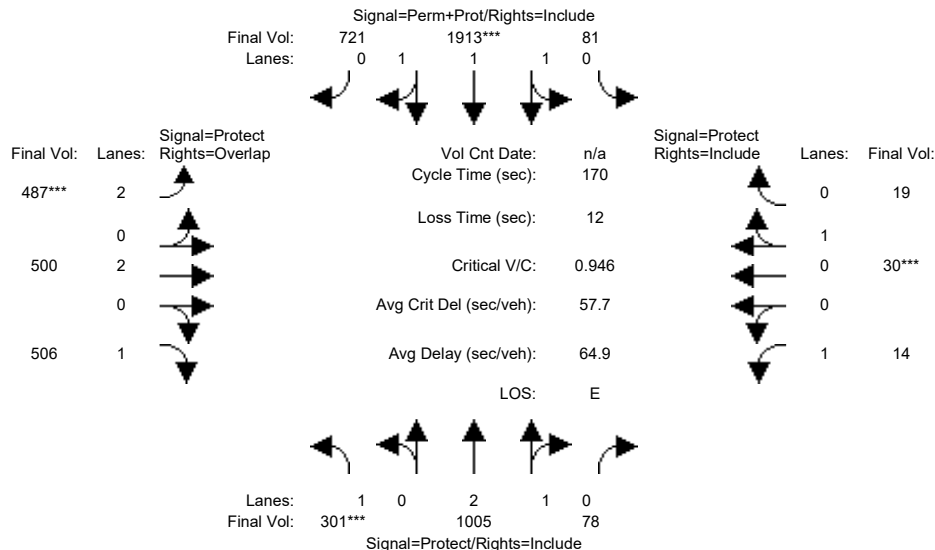 Signal=Perm+Prot/Rights=Include
Final Vol: 721 1913*** 81
Lanes: 0 1 1 1 0
Signal=Protect Signal=Protect
Final Vol: Lanes: Rights=Overlap Vol Cnt Date: n/a Rights=Include Lanes: Final Vol:
Cycle Time (sec): 170
487*** 2 0 19
Loss Time (sec): 12
0 1
500 2 Critical V/C: 0.946 0 30***
0 Avg Crit Del (sec/veh): 57.7 0
506 1 Avg Delay (sec/veh): 64.9 1 14
LOS: E
Lanes: 1 0 2 1 0
Final Vol: 301*** 1005 78
Signal=Protect/Rights=Include